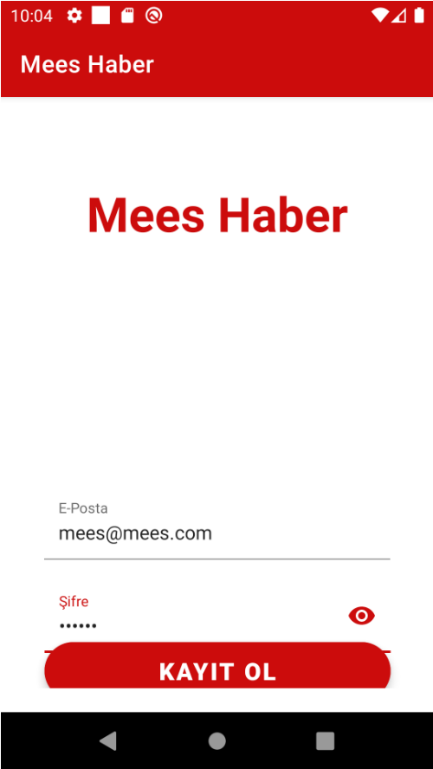 10:04
Mees Haber
Mees Haber
E-Posta
mees@mees.com
Şifre
••••••
KAYIT OL